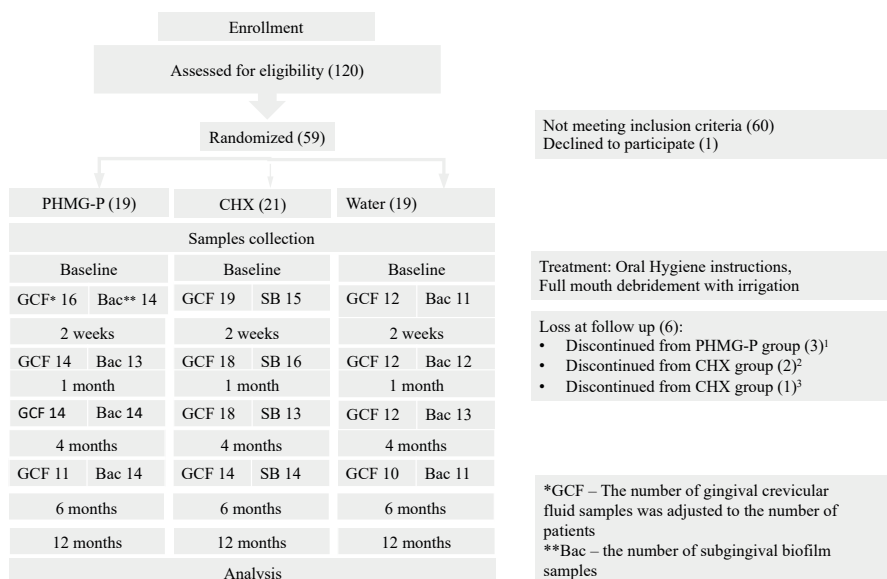 Enrollment
Assessed for eligibility (120)
Randomized (59)
Not meeting inclusion criteria (60)
Declined to participate (1)
PHMG-P (19) CHX (21) Water (19)
Samples collection
Baseline Baseline Baseline
GCF* 16 Bac** 14 GCF 19 SB 15 GCF 12 Bac 11
2 weeks 2 weeks 2 weeks
GCF 14 Bac 13 GCF 18 SB 16 GCF 12 Bac 12
1 month 1 month 1 month
GCF 14 Bac 14 GCF 18 SB 13 GCF 12 Bac 13
4 months 4 months 4 months
GCF 11 Bac 14 GCF 14 SB 14 GCF 10 Bac 11
6 months 6 months 6 months
12 months 12 months 12 months
Analysis
Treatment: Oral Hygiene instructions,
Full mouth debridement with irrigation
Loss at follow up (6):
• Discontinued from PHMG-P group (3)¹
• Discontinued from CHX group (2)²
• Discontinued from CHX group (1)³
*GCF – The number of gingival crevicular
fluid samples was adjusted to the number of
patients
**Bac – the number of subgingival biofilm
samples